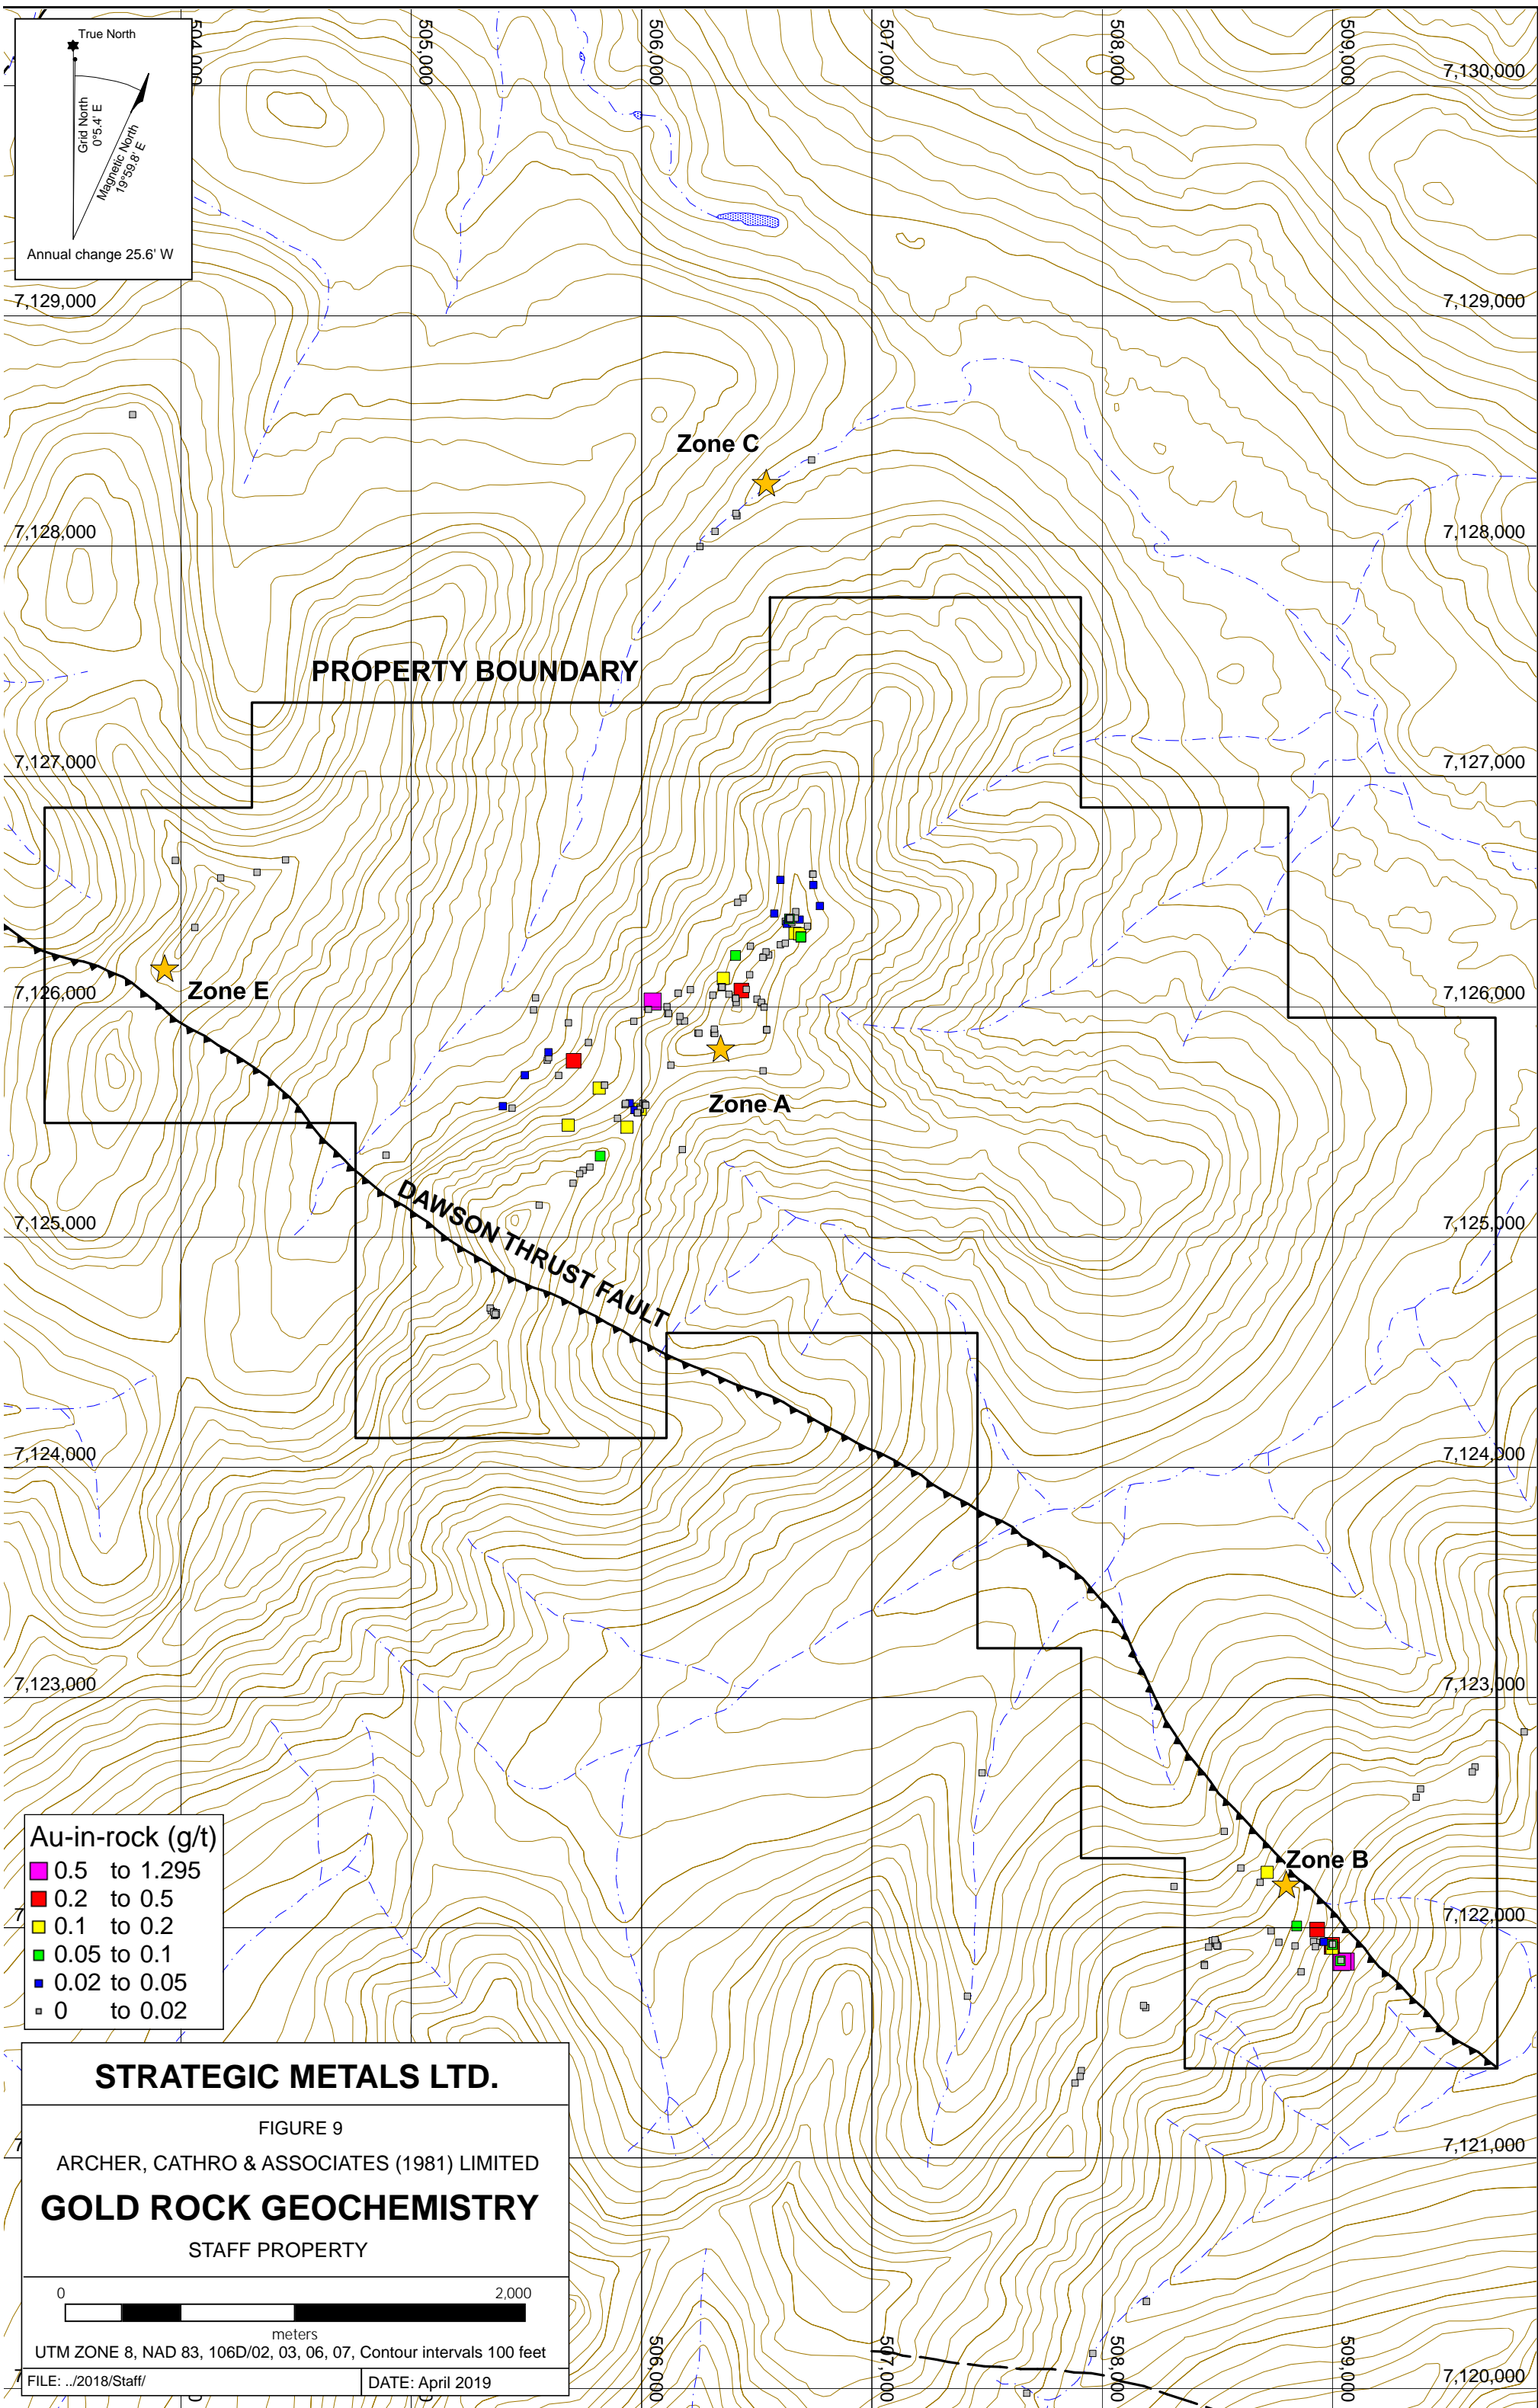 True North
Grid North
0°5.4' E
Magnetic North
19°59.8' E
Annual change 25.6' W
504,000
505,000
506,000
507,000
508,000
509,000
7,130,000
7,129,000
7,129,000
Zone C
7,128,000
7,128,000
PROPERTY BOUNDARY
7,127,000
7,127,000
Zone E
7,126,000
7,126,000
Zone A
DAWSON THRUST FAULT
7,125,000
7,125,000
7,124,000
7,124,000
7,123,000
7,123,000
Zone B
7,122,000
Au-in-rock (g/t)
0.5 to 1.295
0.2 to 0.5
0.1 to 0.2
0.05 to 0.1
0.02 to 0.05
0 to 0.02
7,121,000
STRATEGIC METALS LTD.
FIGURE 9
ARCHER, CATHRO & ASSOCIATES (1981) LIMITED
GOLD ROCK GEOCHEMISTRY
STAFF PROPERTY
0 2,000
meters
UTM ZONE 8, NAD 83, 106D/02, 03, 06, 07, Contour intervals 100 feet
FILE: ../2018/Staff/
DATE: April 2019
506,000
507,000
508,000
509,000
7,120,000